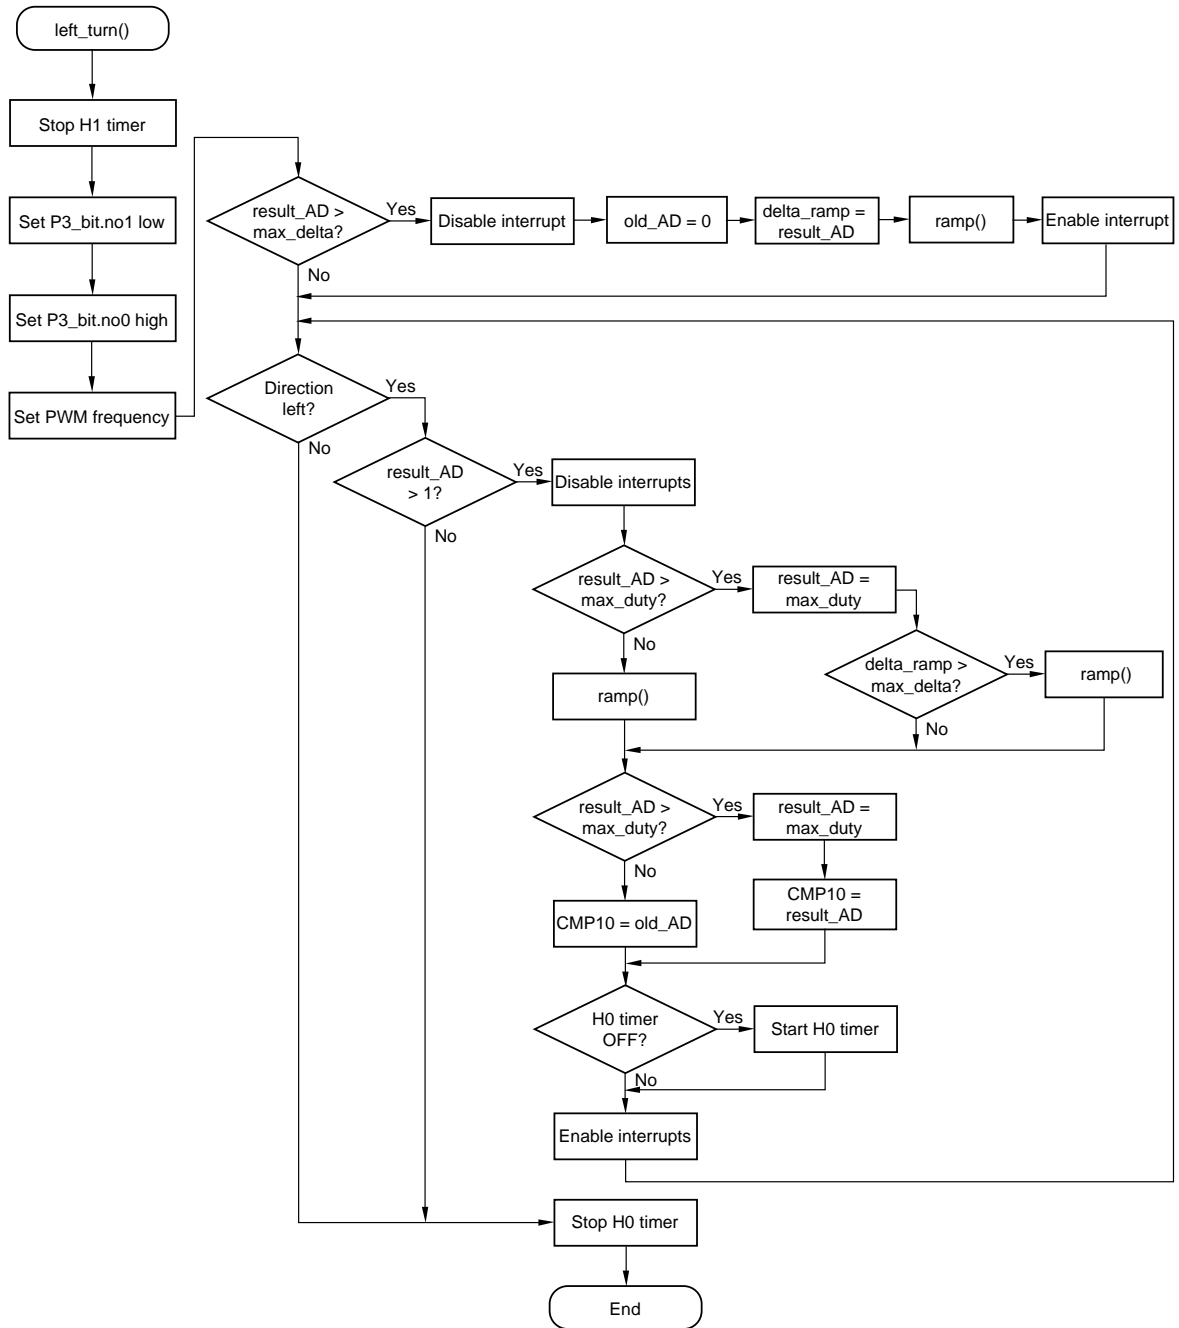 left_turn()
Stop H1 timer
Set P3_bit.no1 low
Set P3_bit.no0 high
Set PWM frequency
result_AD >
max_delta?
Yes
No
Disable interrupt
old_AD = 0
delta_ramp =
result_AD
ramp()
Enable interrupt
Direction
left?
Yes
No
result_AD
> 1?
Yes
No
Disable interrupts
result_AD >
max_duty?
Yes
No
result_AD =
max_duty
delta_ramp >
max_delta?
Yes
No
ramp()
ramp()
result_AD >
max_duty?
Yes
No
result_AD =
max_duty
CMP10 =
result_AD
CMP10 = old_AD
H0 timer
OFF?
Yes
No
Start H0 timer
Enable interrupts
Stop H0 timer
End